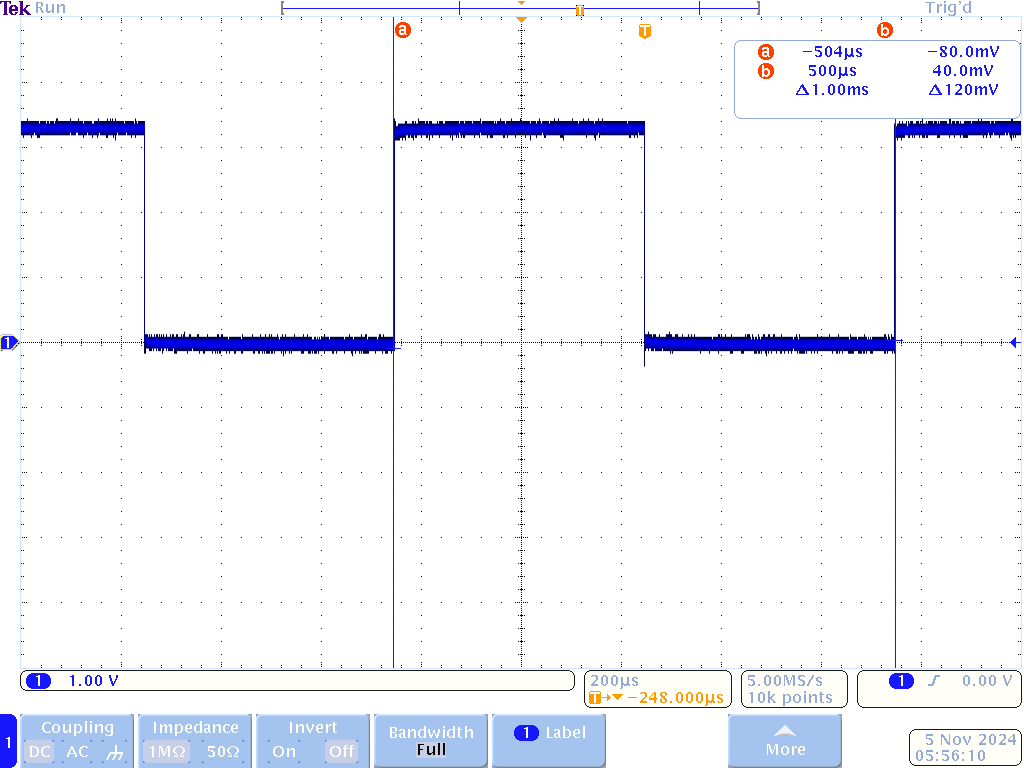 Tek Run Trig'd
a b
T
a −504µs −80.0mV
b 500µs 40.0mV
Δ1.00ms Δ120mV
1
1 1.00 V
200µs
T→▼−248.000µs
5.00MS/s
10k points
1 0.00 V
1
Coupling
DC AC
Impedance
1MΩ 50Ω
Invert
On Off
Bandwidth
Full
1 Label
More
5 Nov 2024
05:56:10